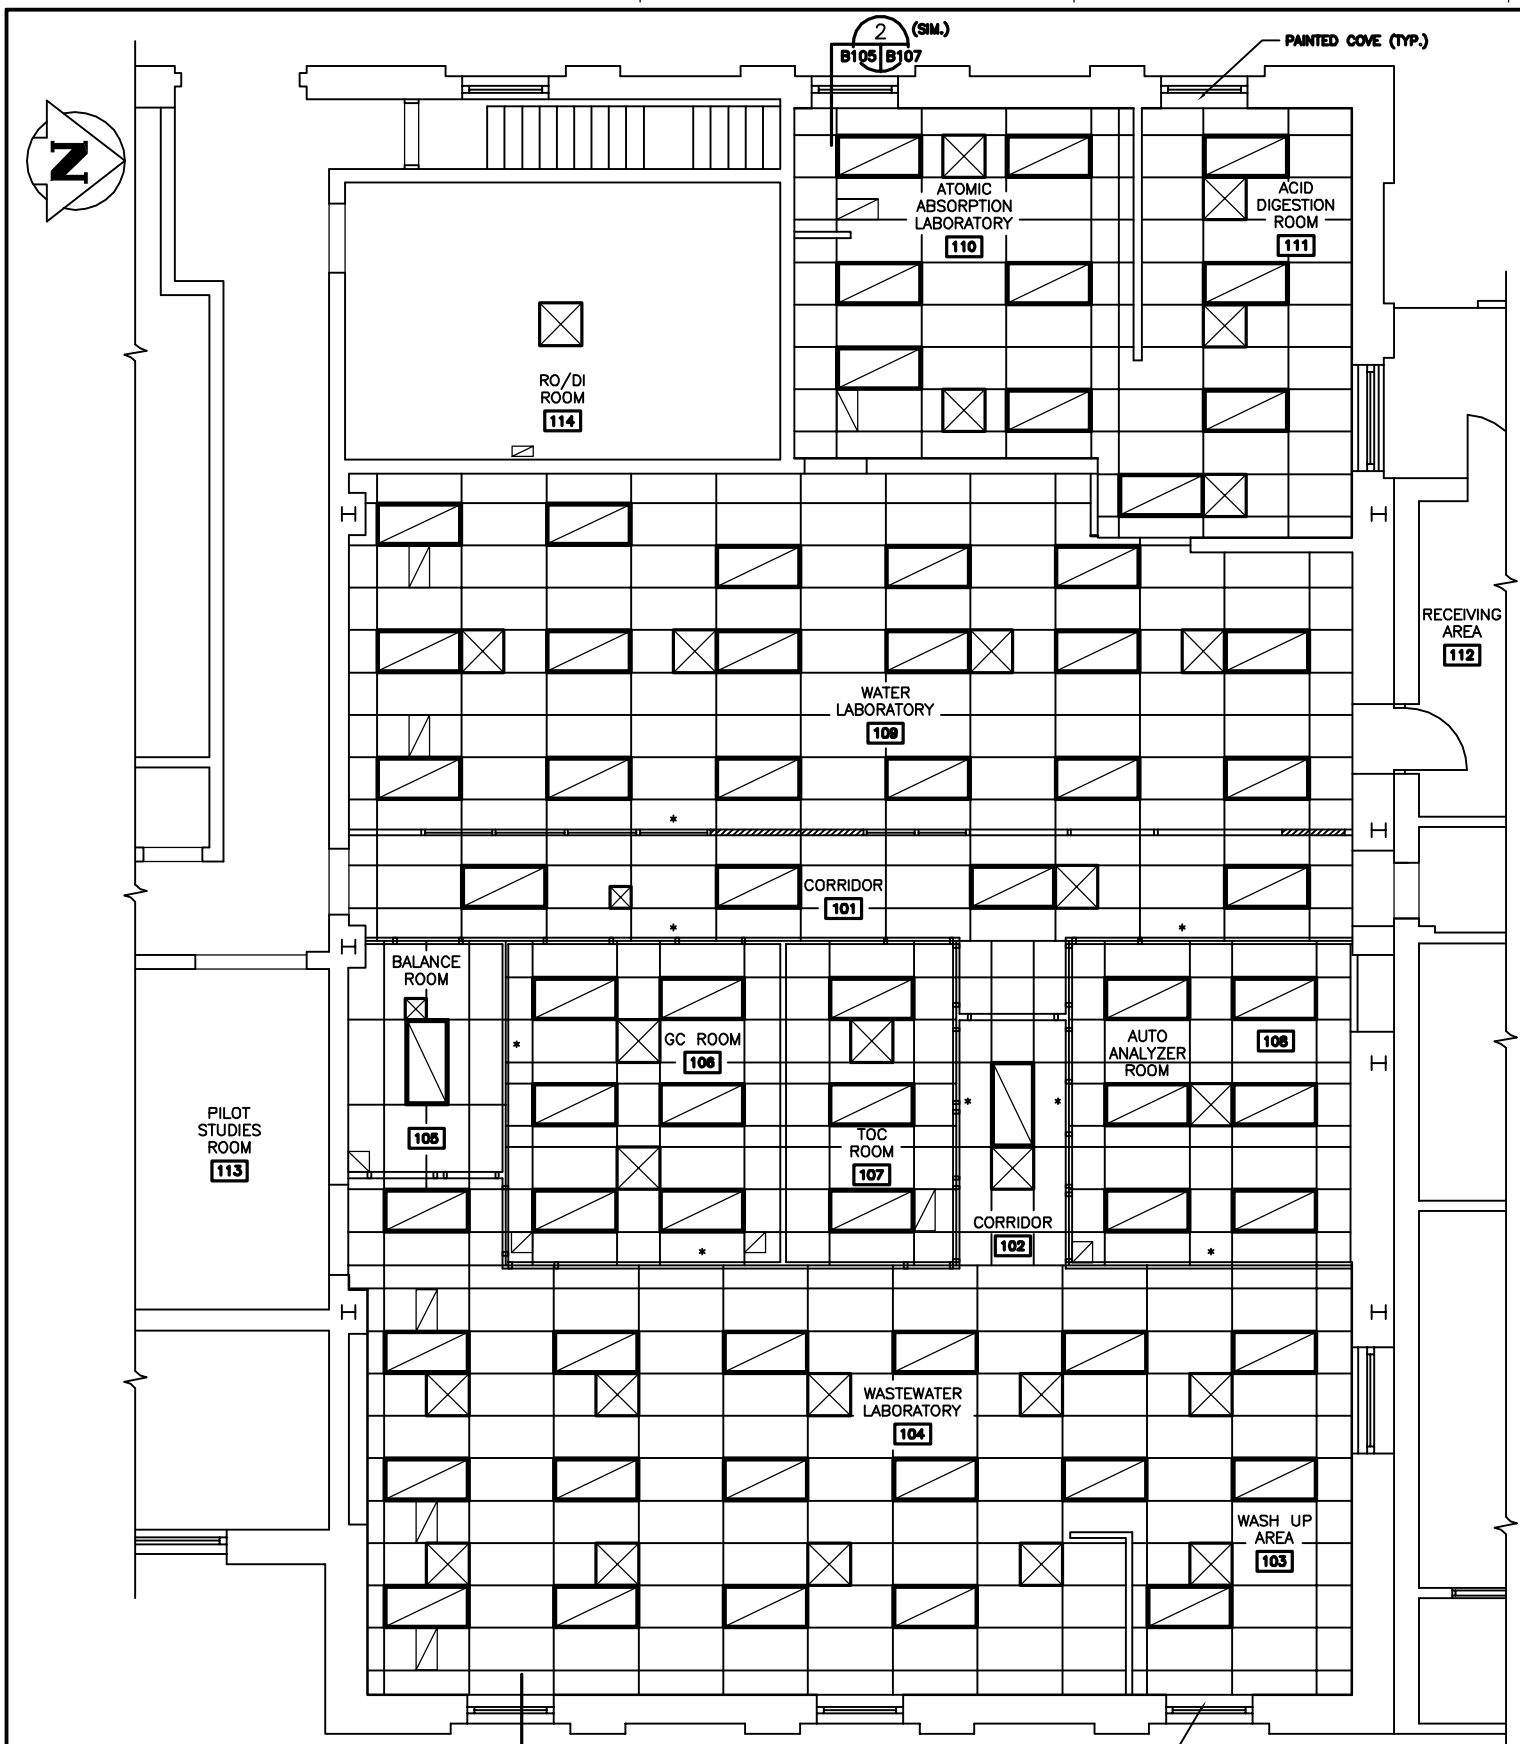 2
(SIM.)
B105 B107
PAINTED COVE (TYP.)
N
ATOMIC
ABSORPTION
LABORATORY
110
ACID
DIGESTION
ROOM
111
RO/DI
ROOM
114
RECEIVING
AREA
112
WATER
LABORATORY
109
*
CORRIDOR
101
*
*
BALANCE
ROOM
105
*
GC ROOM
106
TOC
ROOM
107
*
*
AUTO
ANALYZER
ROOM
108
PILOT
STUDIES
ROOM
113
CORRIDOR
102
*
*
WASTEWATER
LABORATORY
104
WASH UP
AREA
103